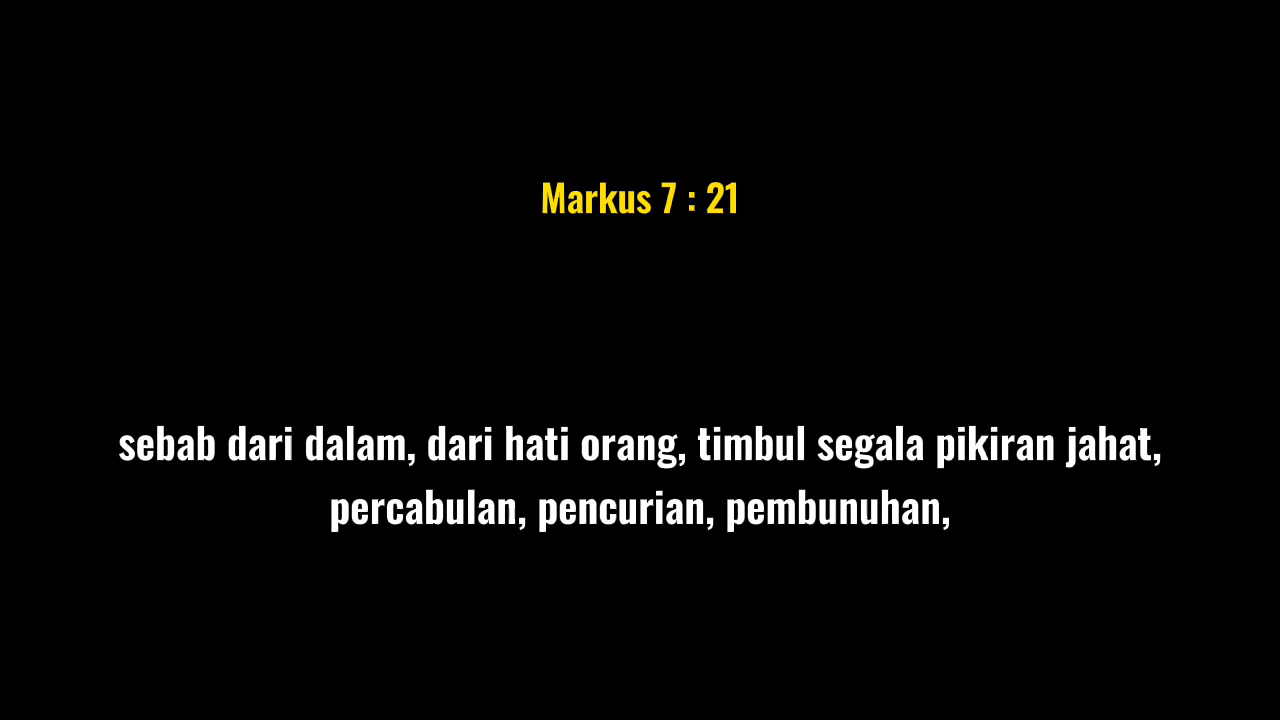 Markus 7 : 21
sebab dari dalam, dari hati orang, timbul segala pikiran jahat,
percabulan, pencurian, pembunuhan,